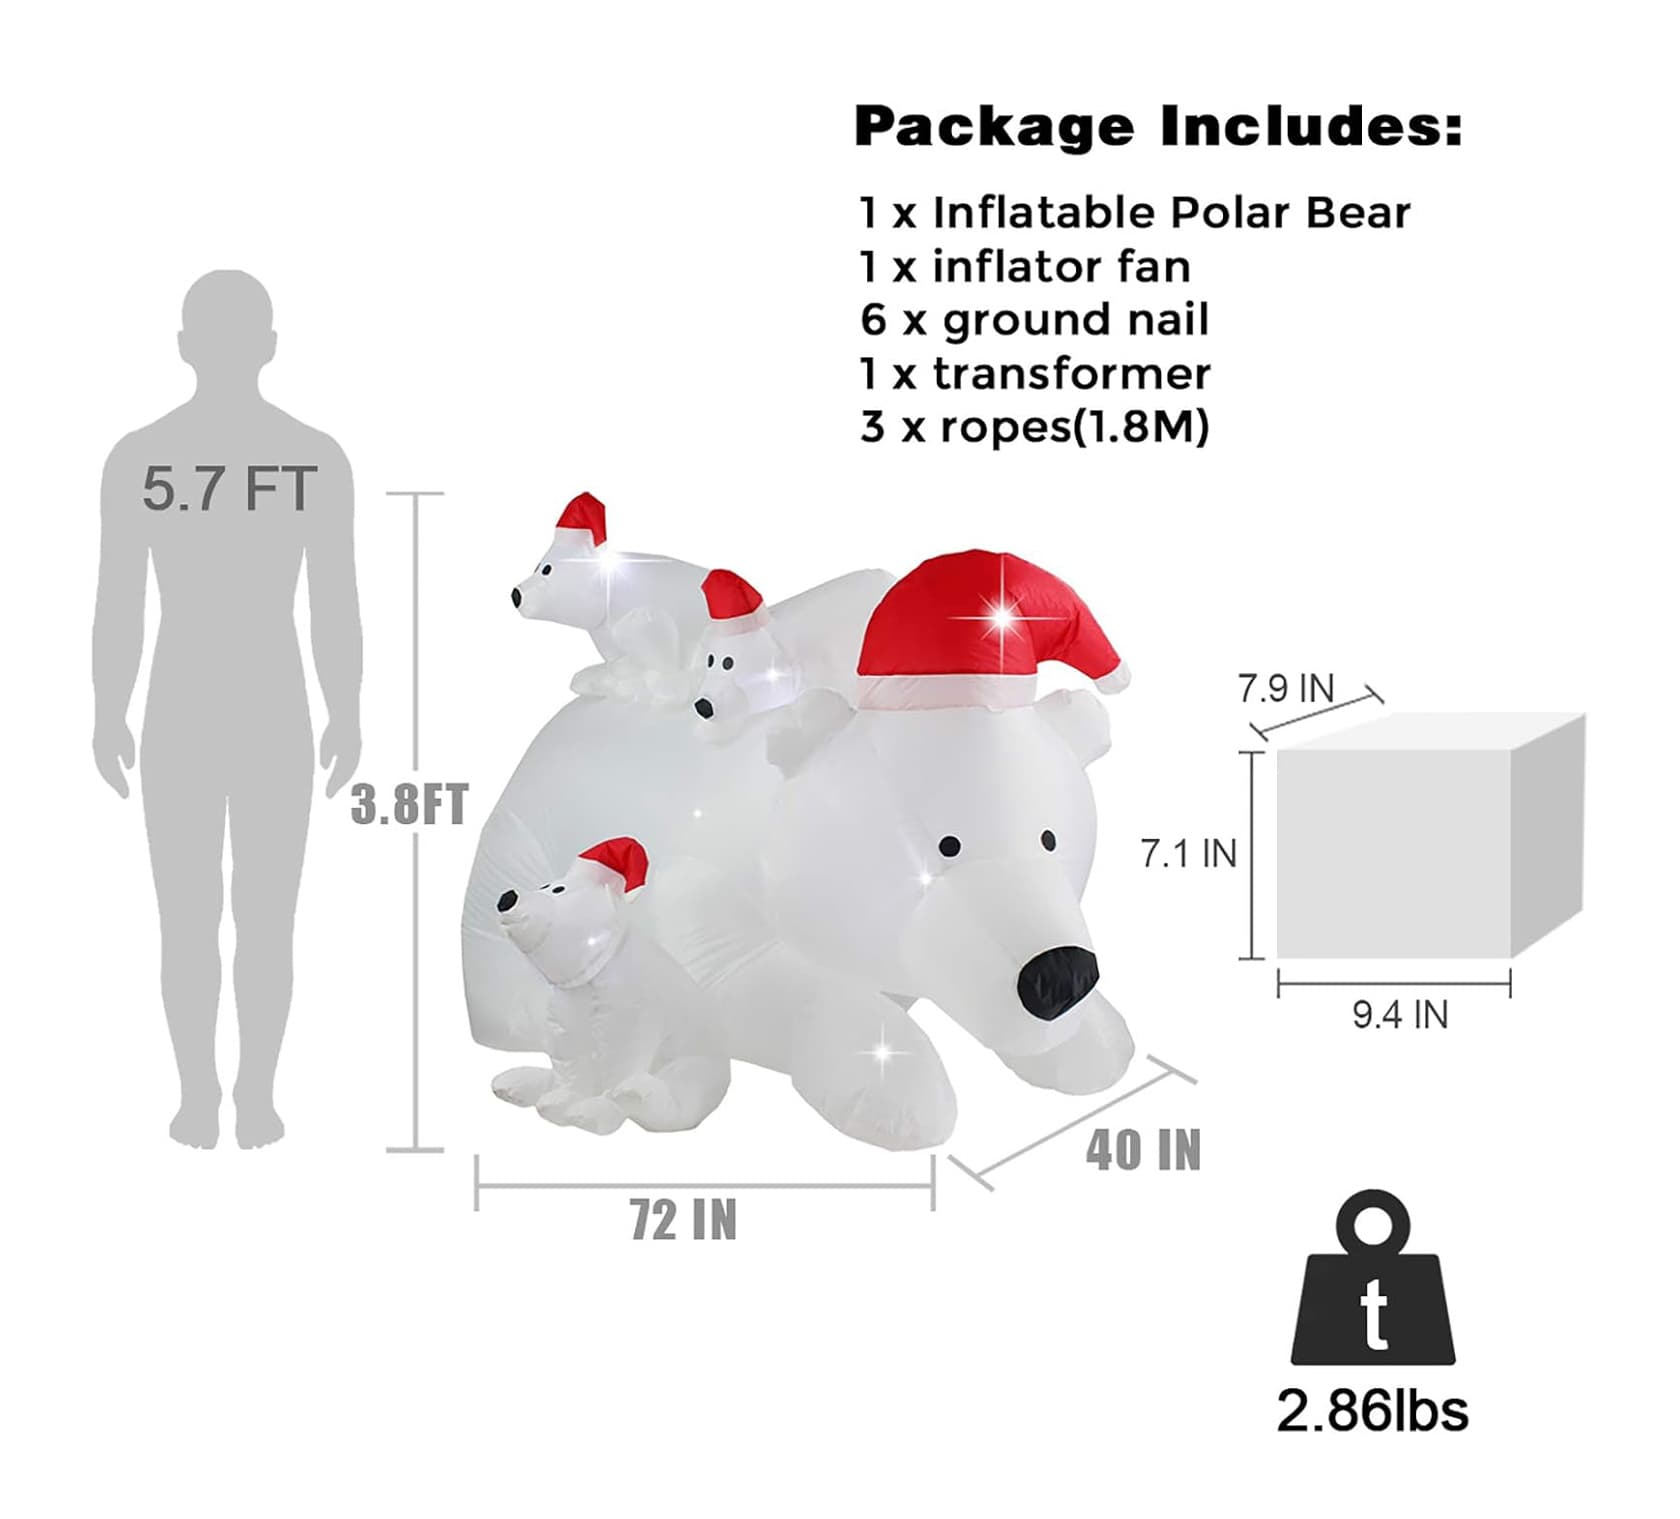 Package Includes:
1 x Inflatable Polar Bear
1 x inflator fan
6 x ground nail
1 x transformer
3 x ropes(1.8M)
5.7 FT
3.8FT
72 IN
40 IN
7.9 IN
7.1 IN
9.4 IN
t
2.86lbs